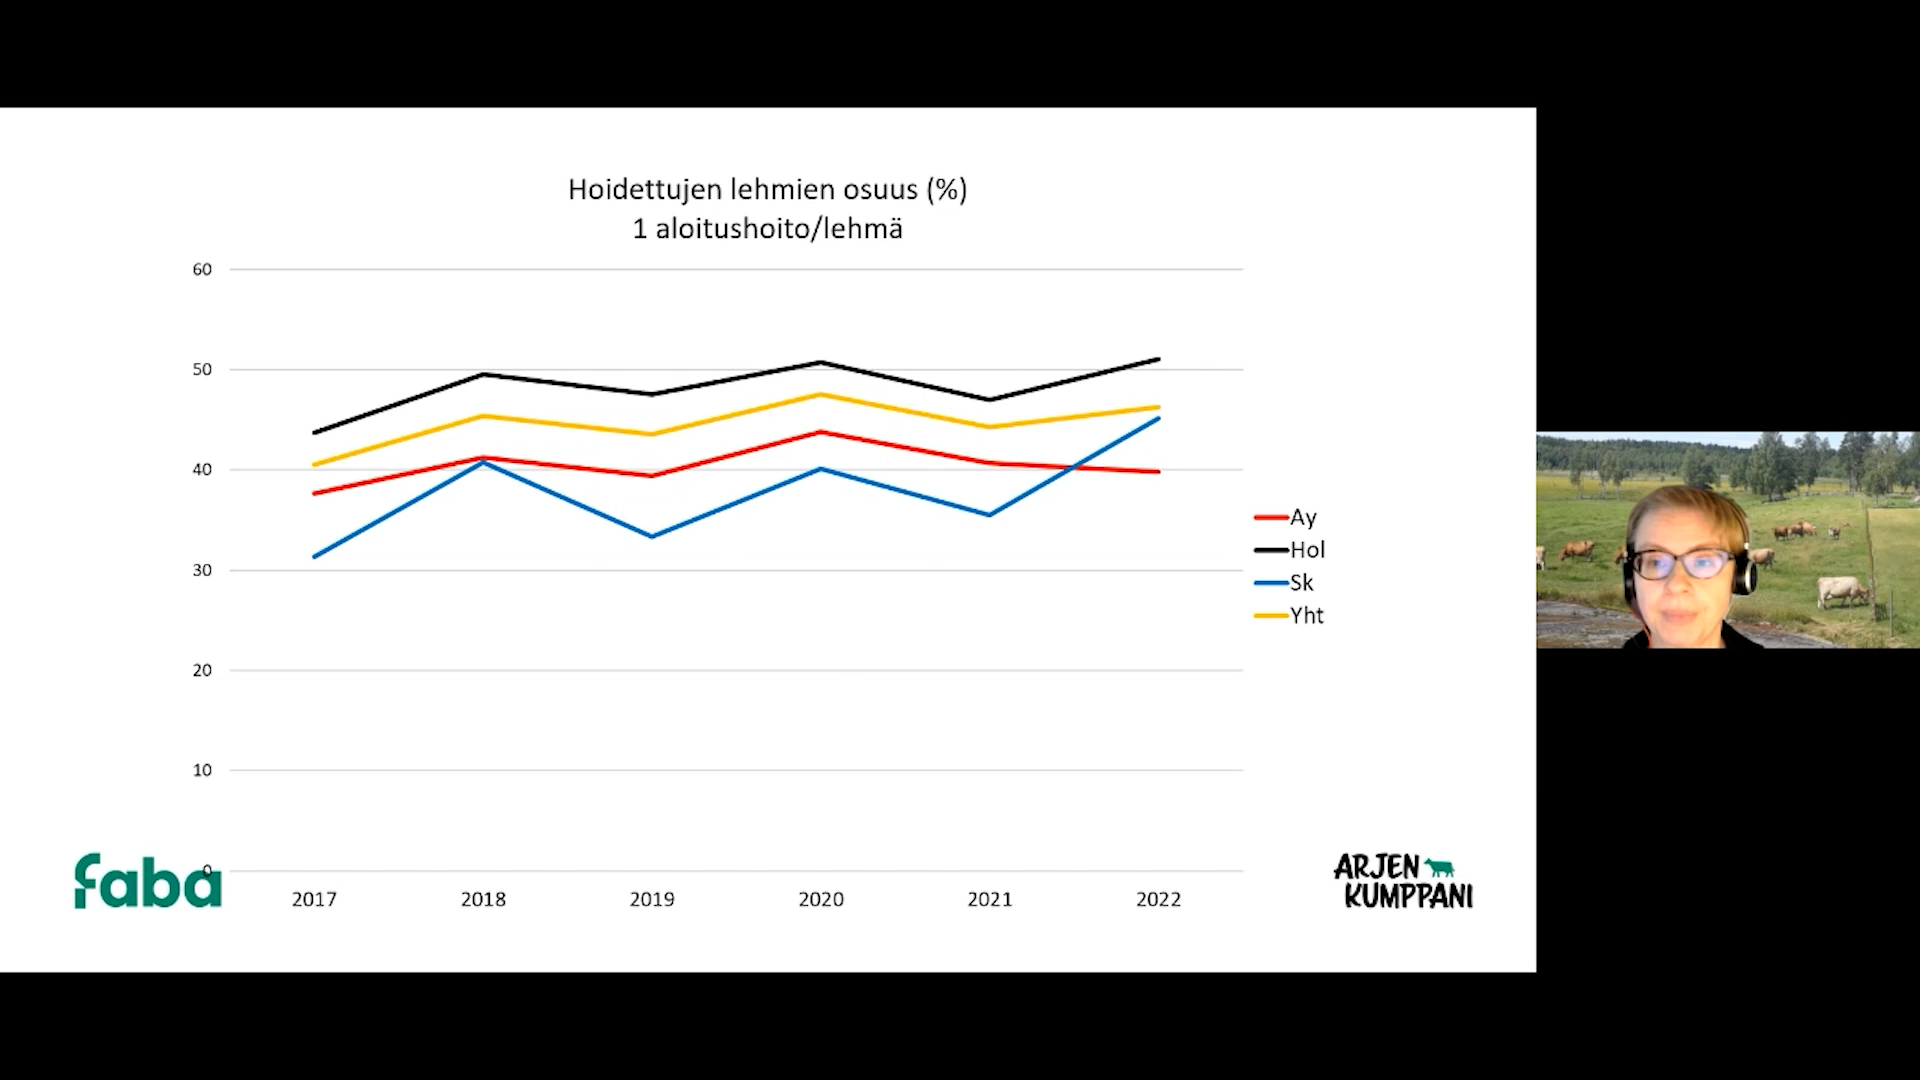 Hoidettujen lehmien osuus (%)
1 aloitushoito/lehmä
60
50
40
30
20
10
0
2017
2018
2019
2020
2021
2022
Ay
Hol
Sk
Yht
faba
ARJEN
KUMPPANI